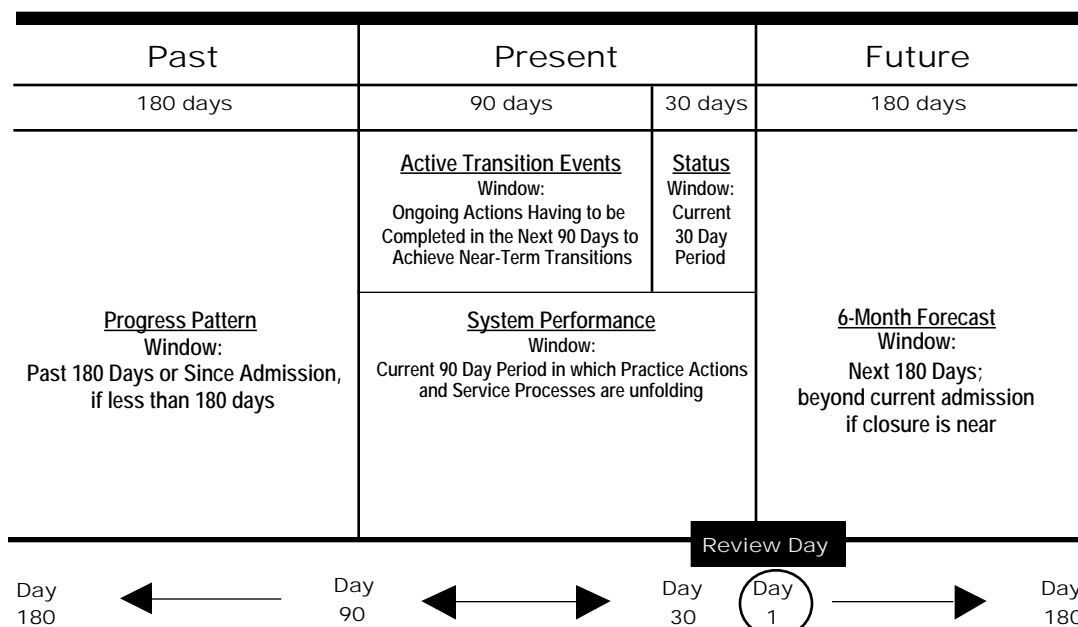 Past
Present
Future
180 days
90 days
30 days
180 days
Active Transition Events
Window:
Ongoing Actions Having to be
Completed in the Next 90 Days to
Achieve Near-Term Transitions
Status
Window:
Current
30 Day
Period
Progress Pattern
Window:
Past 180 Days or Since Admission,
if less than 180 days
System Performance
Window:
Current 90 Day Period in which Practice Actions
and Service Processes are unfolding
6-Month Forecast
Window:
Next 180 Days;
beyond current admission
if closure is near
Review Day
Day
180
Day
90
Day
30
Day
1
Day
180